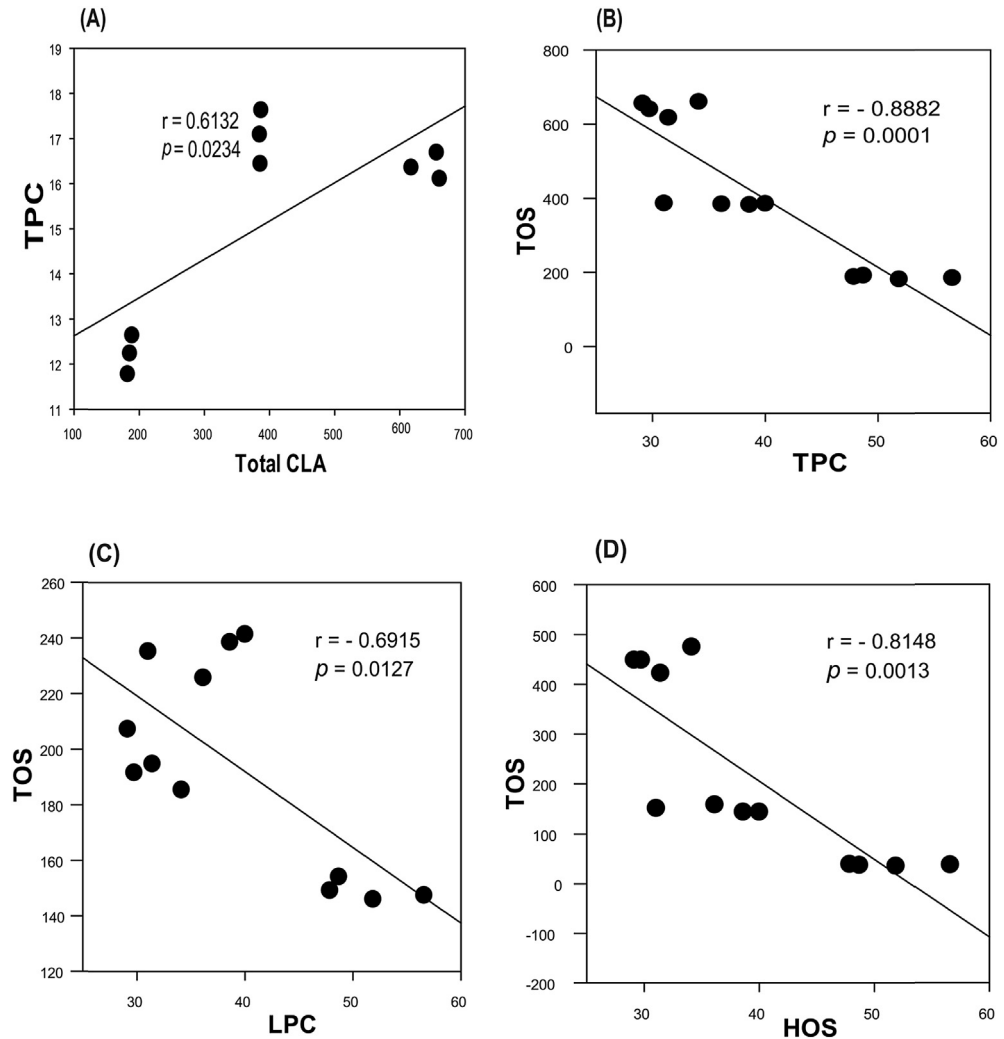 (A)
19
18
17
16
15
14
13
12
11
TPC
r = 0.6132
p = 0.0234
100 200 300 400 500 600 700
Total CLA
(B)
800
600
400
200
0
TOS
r = - 0.8882
p = 0.0001
30 40 50 60
TPC
(C)
260
240
220
200
180
160
140
120
TOS
r = - 0.6915
p = 0.0127
30 40 50 60
LPC
(D)
600
500
400
300
200
100
0
-100
-200
TOS
r = - 0.8148
p = 0.0013
30 40 50 60
HOS